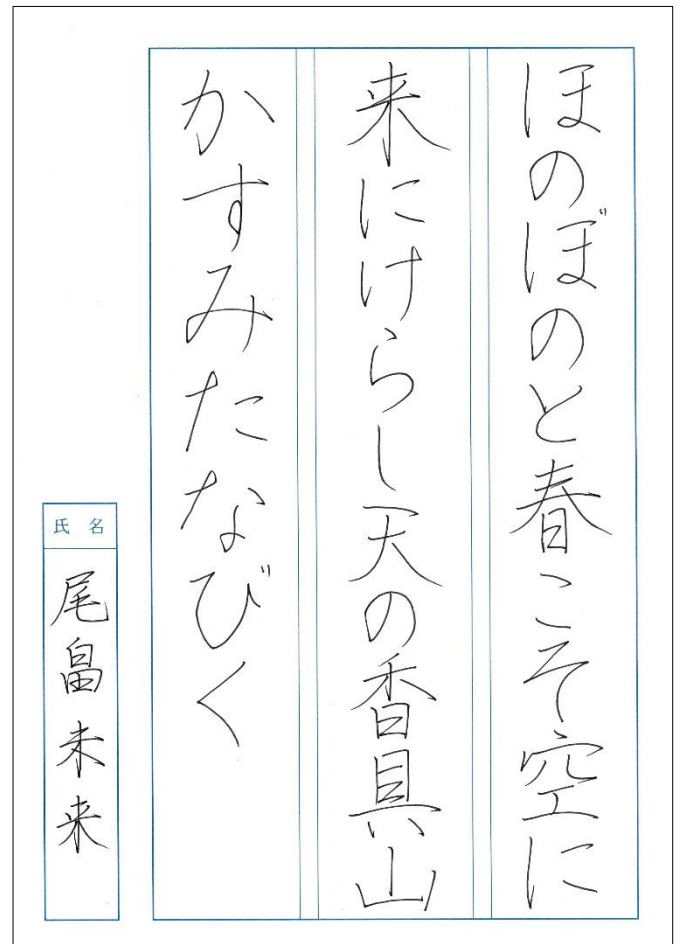 ほのぼのと春こそ空に
来にけらし天の香具山
かすみたなびく
氏名
尾畠未来